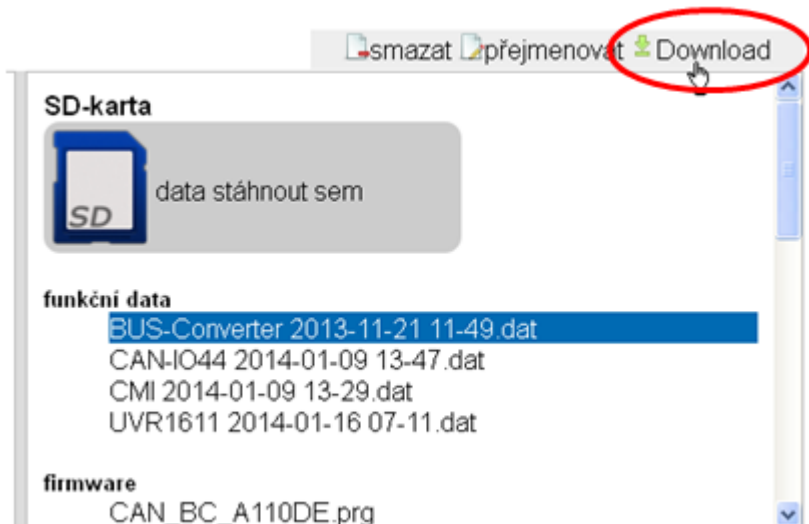 smazat přejmenovat Download
SD-karta
SD
data stáhnout sem
funkční data
BUS-Converter 2013-11-21 11-49.dat
CAN-IO44 2014-01-09 13-47.dat
CMI 2014-01-09 13-29.dat
UVR1611 2014-01-16 07-11.dat
firmware
CAN_BC_A110DE.prg